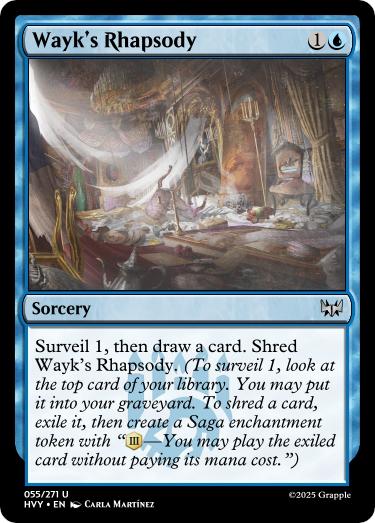 Wayk's Rhapsody 1
Sorcery
Surveil 1, then draw a card. Shred
Wayk's Rhapsody. (To surveil 1, look at
the top card of your library. You may put
it into your graveyard. To shred a card,
exile it, then create a Saga enchantment
token with “III—You may play the exiled
card without paying its mana cost.”)
055/271 U
HVY • EN Carla Martínez
©2025 Grapple